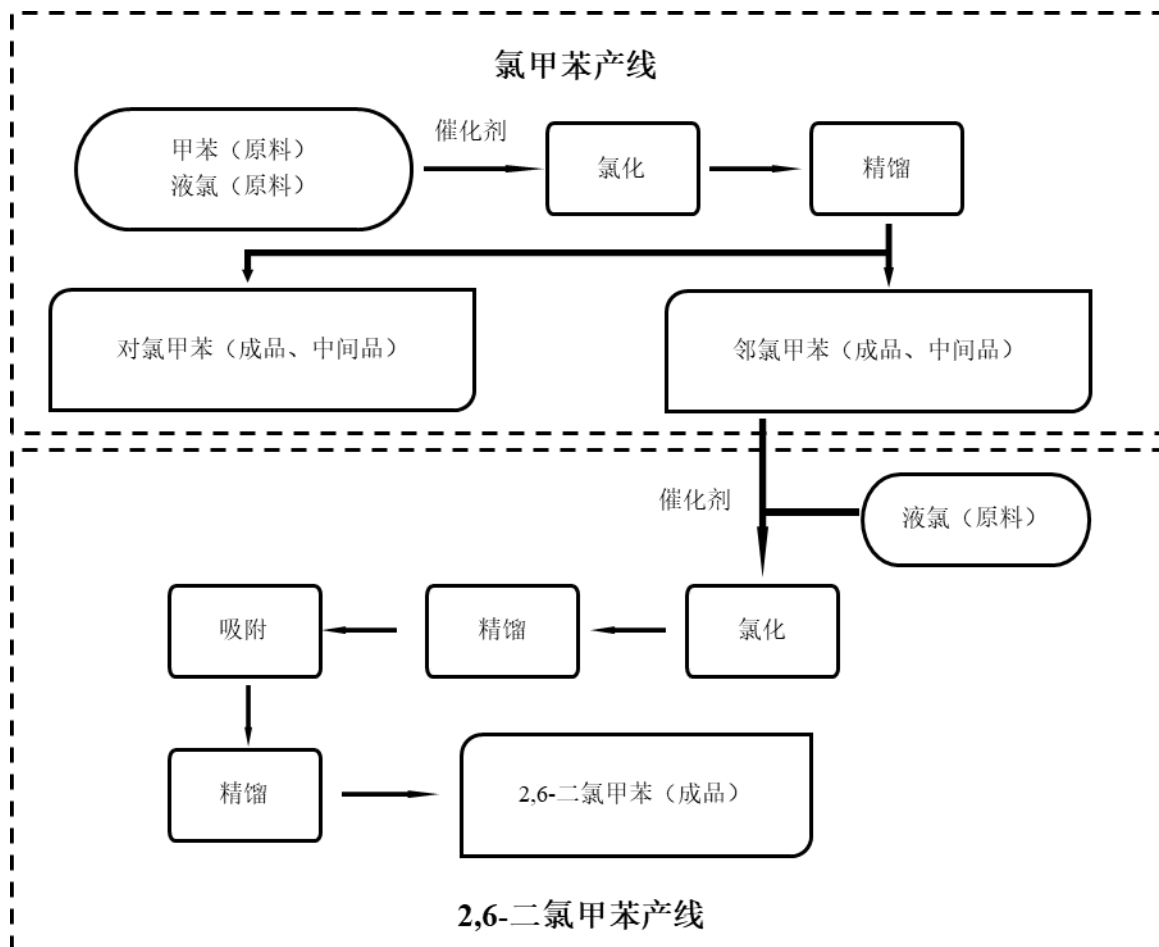 氯甲苯产线
甲苯（原料）
液氯（原料）
催化剂
氯化
精馏
对氯甲苯（成品、中间品）
邻氯甲苯（成品、中间品）
催化剂
液氯（原料）
吸附
精馏
氯化
精馏
2,6-二氯甲苯（成品）
2,6-二氯甲苯产线